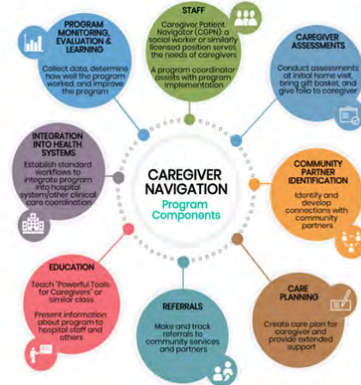 STAFF
Caregiver Patient
Navigator (CGPN): a
social worker or similarly
licensed position serves
the needs of caregivers
A program coordinator
assists with program
implementation
CAREGIVER
ASSESSMENTS
Conduct assessments
at initial home visit,
bring gift basket, and
give folio to caregiver
COMMUNITY
PARTNER
IDENTIFICATION
Identify and
develop
connections with
community
partners
CARE
PLANNING
Create care plan for
caregiver and
provide extended
support
REFERRALS
Make and track
referrals to
community services
and partners
EDUCATION
Teach "Powerful Tools
for Caregivers" or
similar class
Present information
about program to
hospital staff and
others
INTEGRATION
INTO HEALTH
SYSTEMS
Establish standard
workflows to
integrate program
into hospital
system/other clinical
care coordination
PROGRAM
MONITORING,
EVALUATION &
LEARNING
Collect data, determine
how well the program
worked, and improve
the program
CAREGIVER
NAVIGATION
Program
Components